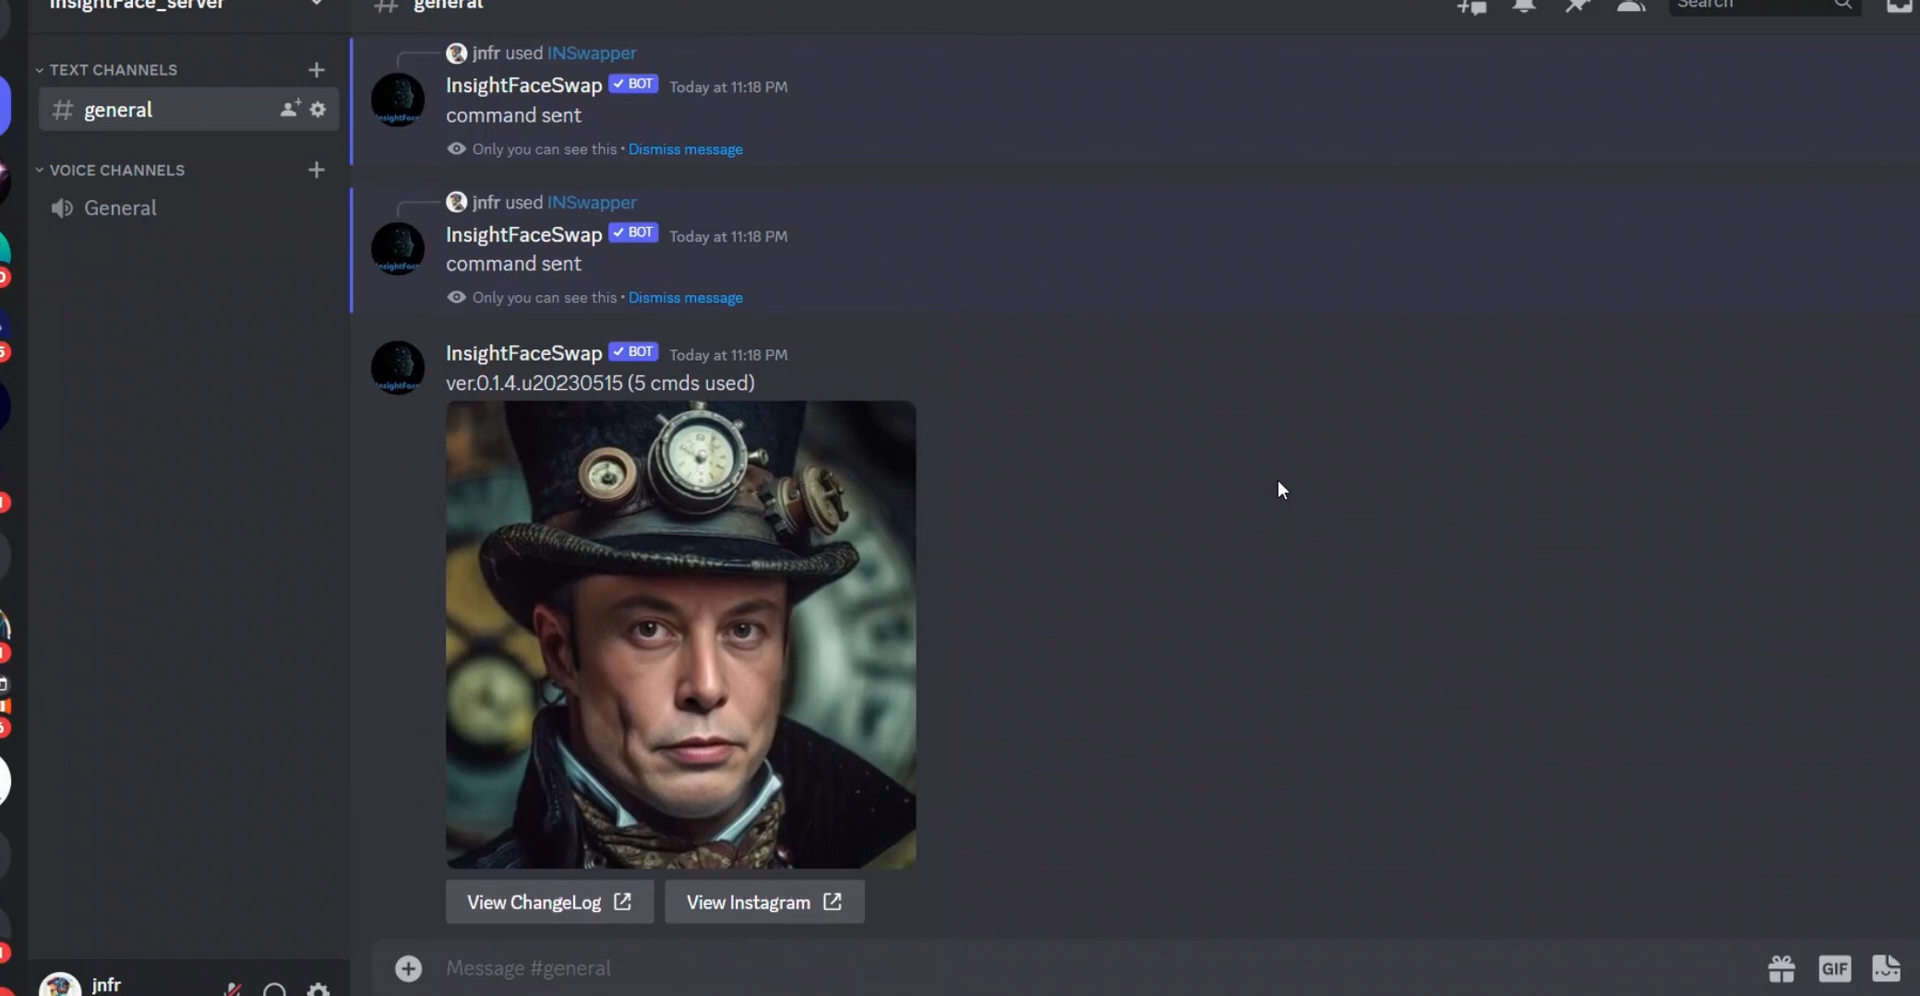 InsightFace_server
TEXT CHANNELS
general
VOICE CHANNELS
General
jnfr
general
Search
jnfr used INSwapper
InsightFaceSwap BOT Today at 11:18 PM
command sent
Only you can see this • Dismiss message
jnfr used INSwapper
InsightFaceSwap BOT Today at 11:18 PM
command sent
Only you can see this • Dismiss message
InsightFaceSwap BOT Today at 11:18 PM
ver.0.1.4.u20230515 (5 cmds used)
View ChangeLog
View Instagram
Message #general
GIF